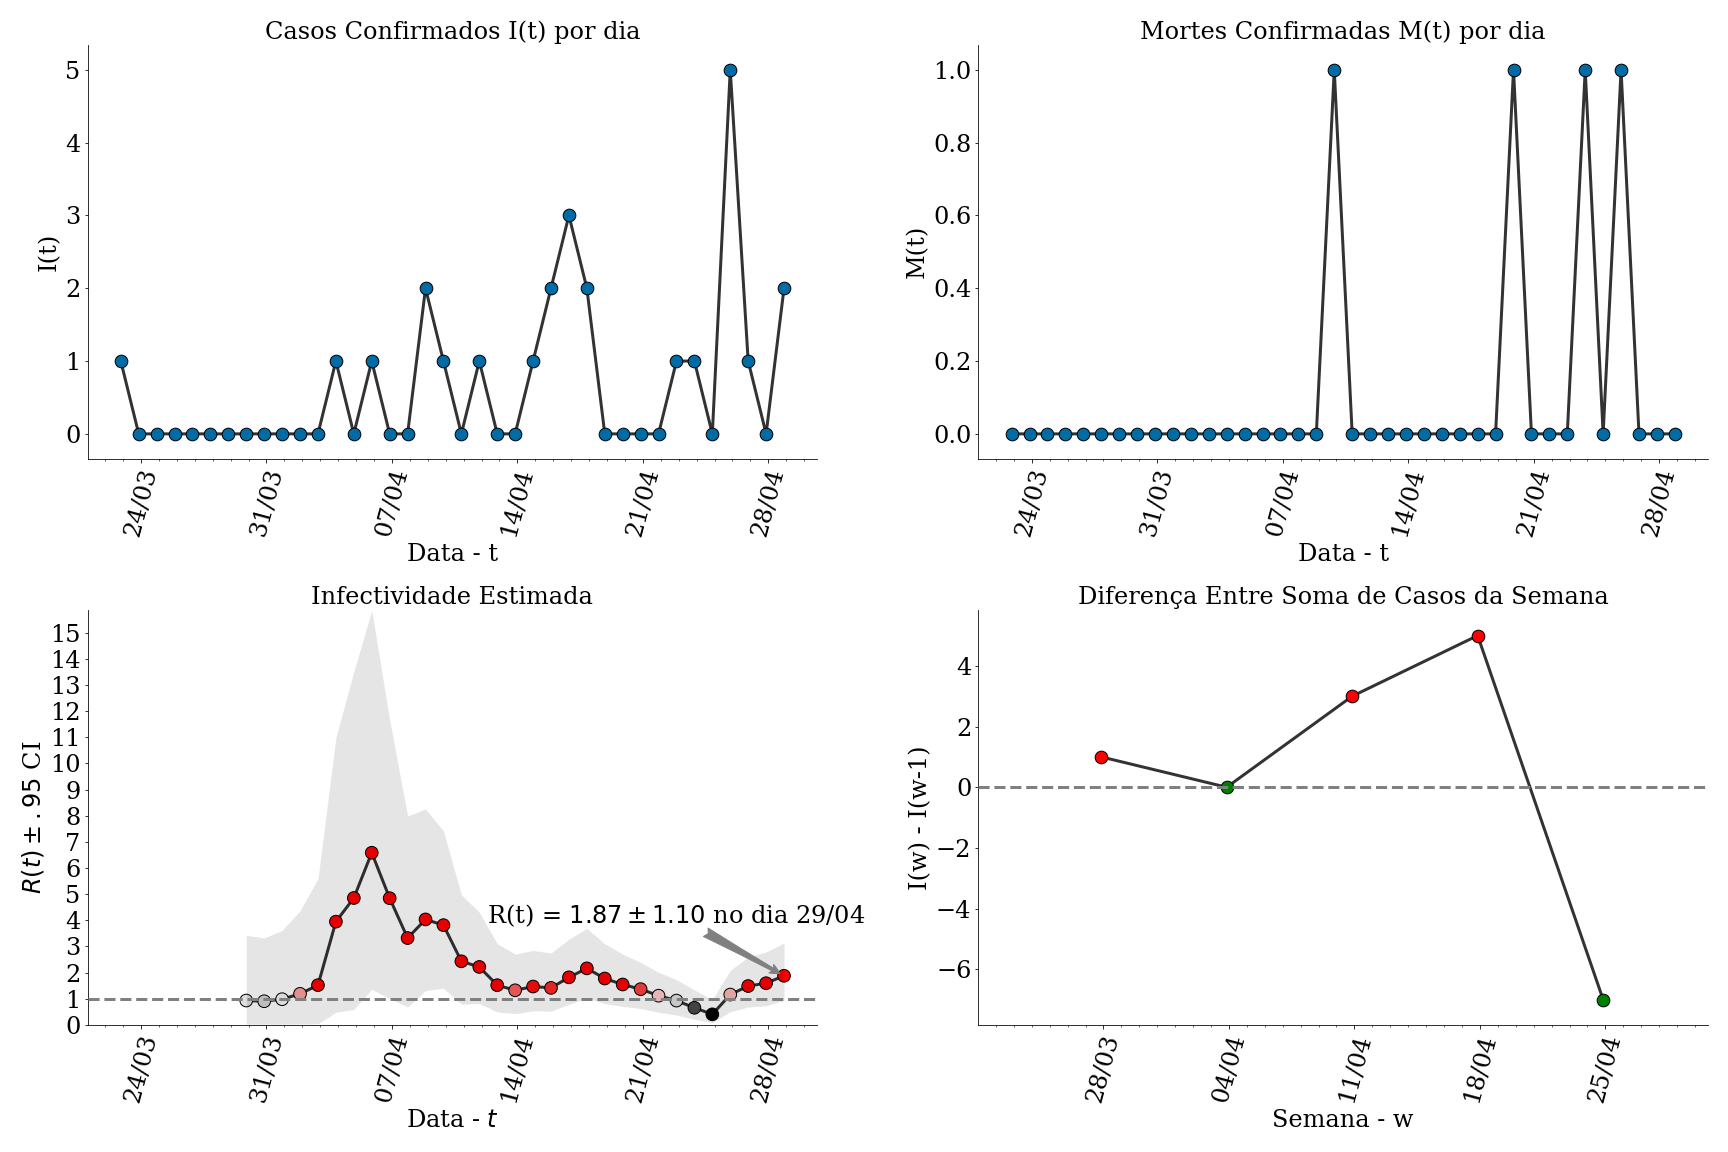 Casos Confirmados I(t) por dia
I(t)
5
4
3
2
1
0
24/03 31/03 07/04 14/04 21/04 28/04
Data - t
Mortes Confirmadas M(t) por dia
M(t)
1.0
0.8
0.6
0.4
0.2
0.0
24/03 31/03 07/04 14/04 21/04 28/04
Data - t
Infectividade Estimada
R(t) ± .95 CI
15
14
13
12
11
10
9
8
7
6
5
4
3
2
1
0
R(t) = 1.87 ± 1.10 no dia 29/04
24/03 31/03 07/04 14/04 21/04 28/04
Data - t
Diferença Entre Soma de Casos da Semana
I(w) - I(w-1)
4
2
0
−2
−4
−6
28/03 04/04 11/04 18/04 25/04
Semana - w